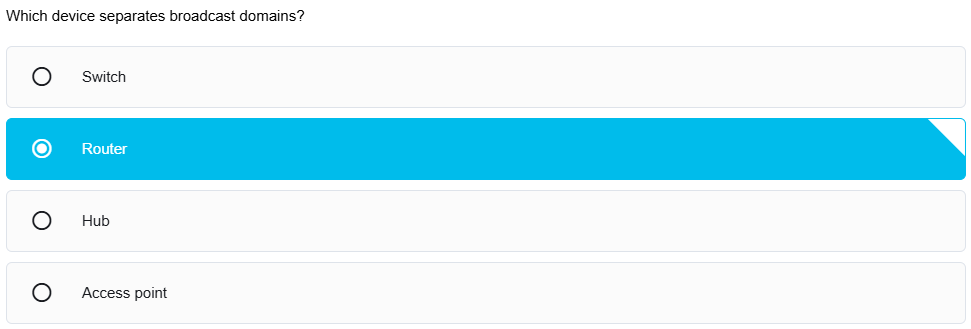 Which device separates broadcast domains?
Switch
Router
Hub
Access point